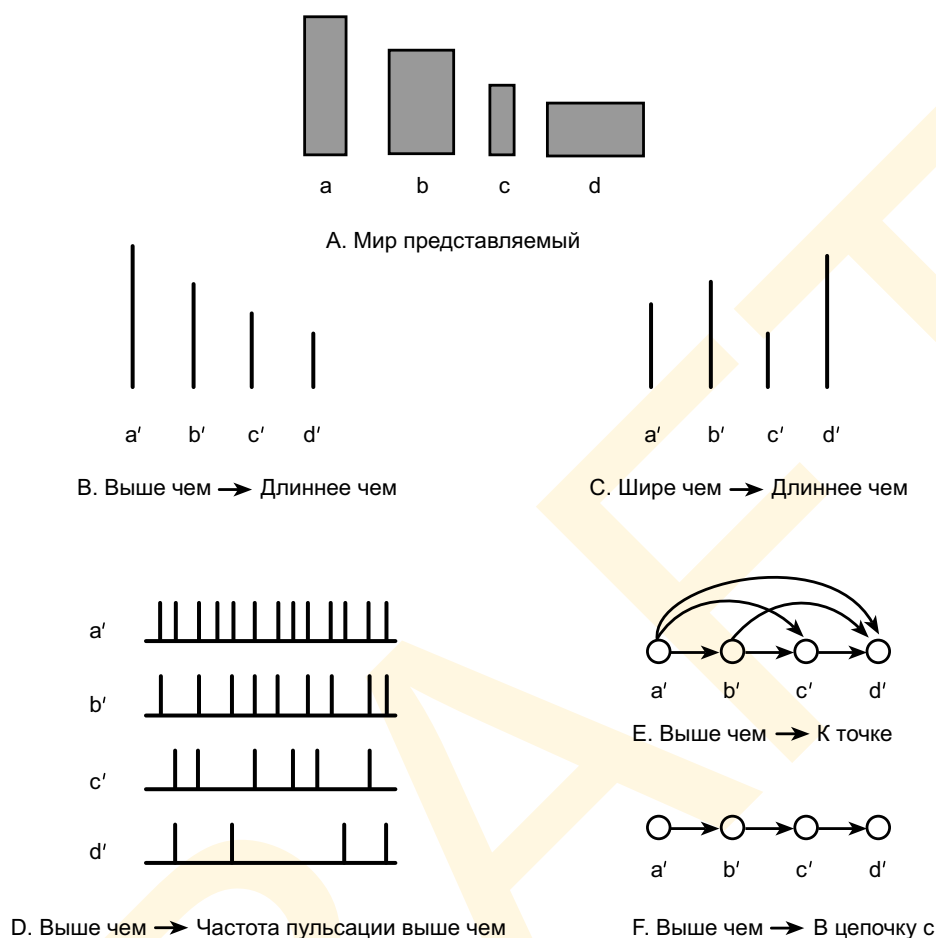 a b c d
A. Мир представляемый
a′ b′ c′ d′
a′ b′ c′ d′
B. Выше чем → Длиннее чем
C. Шире чем → Длиннее чем
a′
b′
c′
d′
D. Выше чем → Частота пульсации выше чем
a′ b′ c′ d′
E. Выше чем → К точке
a′ b′ c′ d′
F. Выше чем → В цепочку с